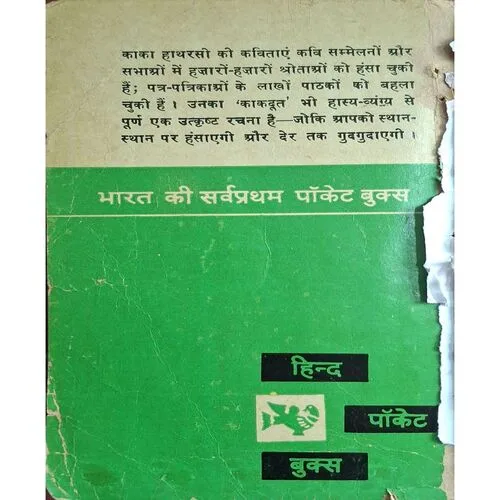 काका हाथरसी की कविताएं कवि सम्मेलनों और
सभाओं में हज़ारों-हज़ारों श्रोताओं को हंसा चुकी
हैं; पत्र-पत्रिकाओं के लाखों पाठकों को बहला
चुकी हैं । उनका 'काकदूत' भी हास्य-व्यंग्य से
पूर्ण एक उत्कृष्ट रचना है—जोकि आपको स्थान-
स्थान पर हंसाएगी और देर तक गुदगुदाएगी ।
भारत की सर्वप्रथम पॉकेट बुक्स
हिन्द
पॉकेट
बुक्स